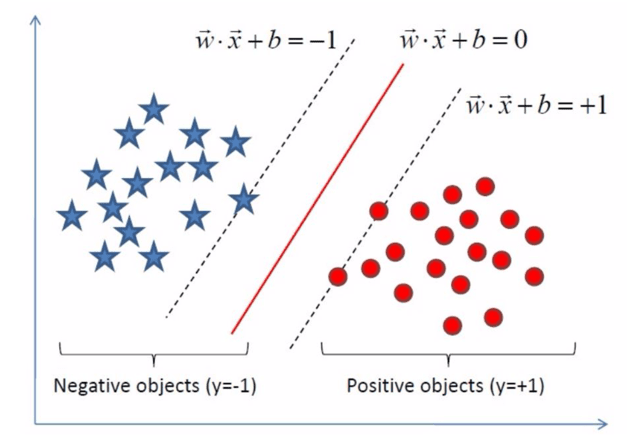 w⃗·x⃗+b=−1
w⃗·x⃗+b=0
w⃗·x⃗+b=+1
Negative objects (y=-1)
Positive objects (y=+1)